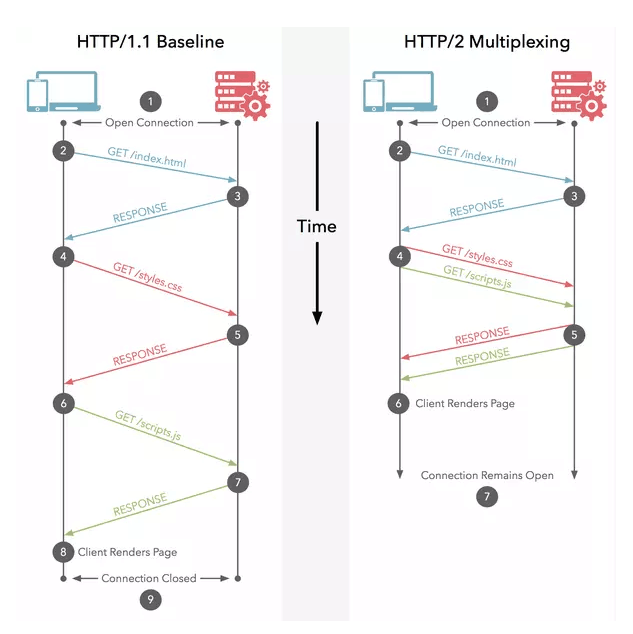 HTTP/1.1 Baseline
1
Open Connection
2
GET /index.html
3
RESPONSE
4
GET /styles.css
5
RESPONSE
6
GET /scripts.js
7
RESPONSE
8
Client Renders Page
Connection Closed
9
Time
HTTP/2 Multiplexing
1
Open Connection
2
GET /index.html
3
RESPONSE
4
GET /styles.css
GET /scripts.js
5
RESPONSE
RESPONSE
6
Client Renders Page
Connection Remains Open
7